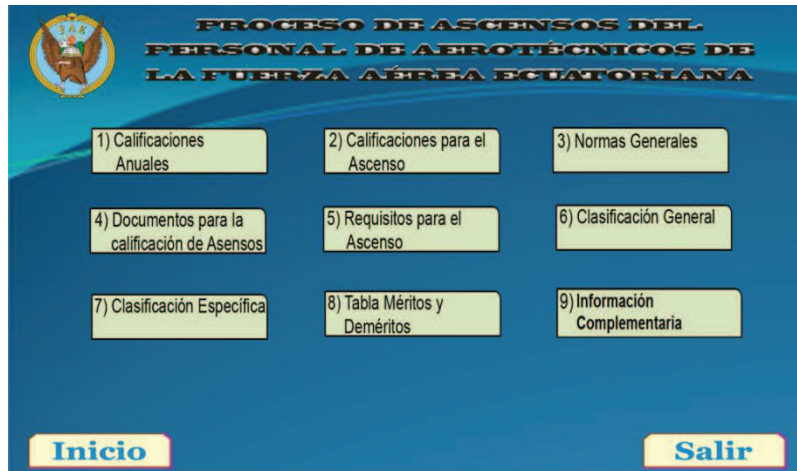 PROCESO DE ASCENSOS DEL
PERSONAL DE AEROTÉCNICOS DE
LA FUERZA AÉREA ECUATORIANA
1) Calificaciones
Anuales
2) Calificaciones para el
Ascenso
3) Normas Generales
4) Documentos para la
calificación de Asensos
5) Requisitos para el
Ascenso
6) Clasificación General
7) Clasificación Específica
8) Tabla Méritos y
Deméritos
9) Información
Complementaria
Inicio
Salir